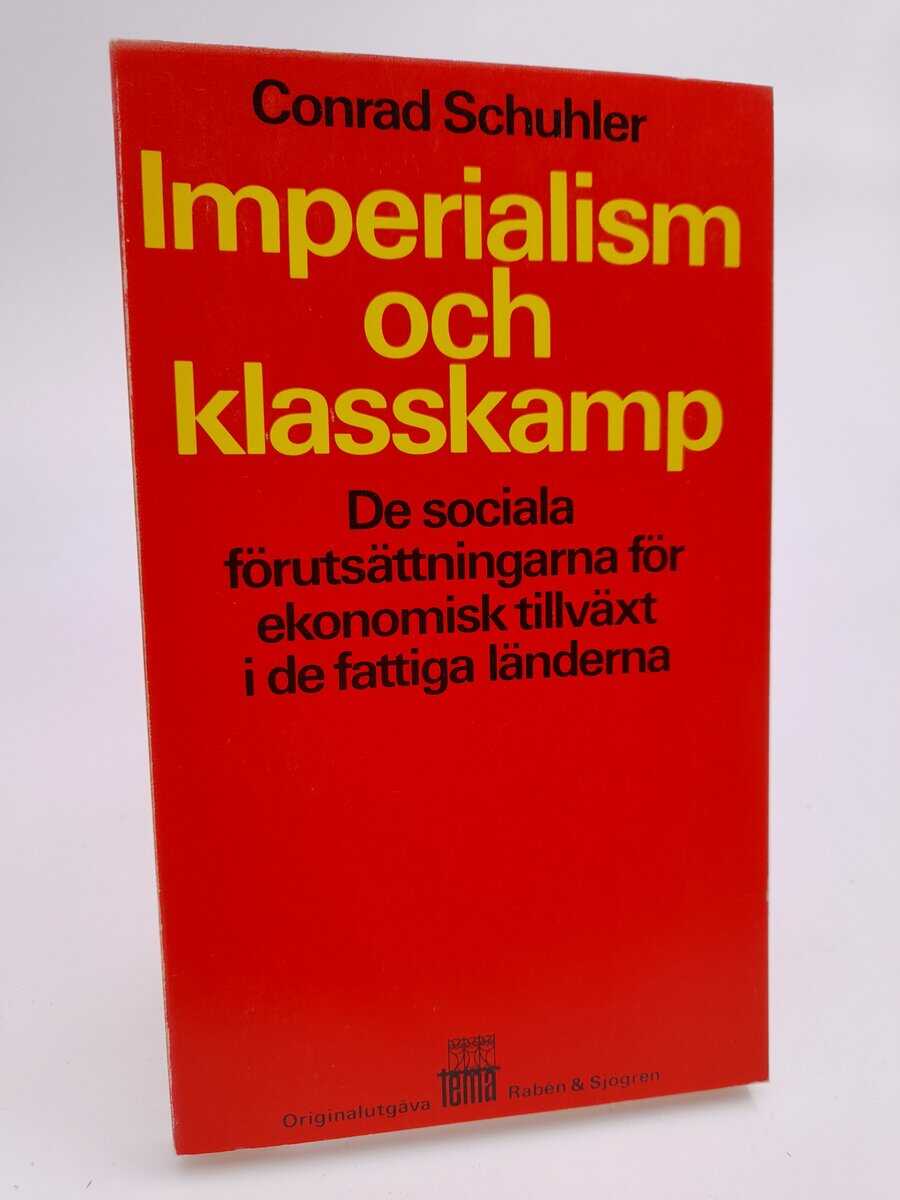 Conrad Schuhler
Imperialism
och
klasskamp
De sociala
förutsättningarna för
ekonomisk tillväxt
i de fattiga länderna
Originalutgåva tema Rabén & Sjögren